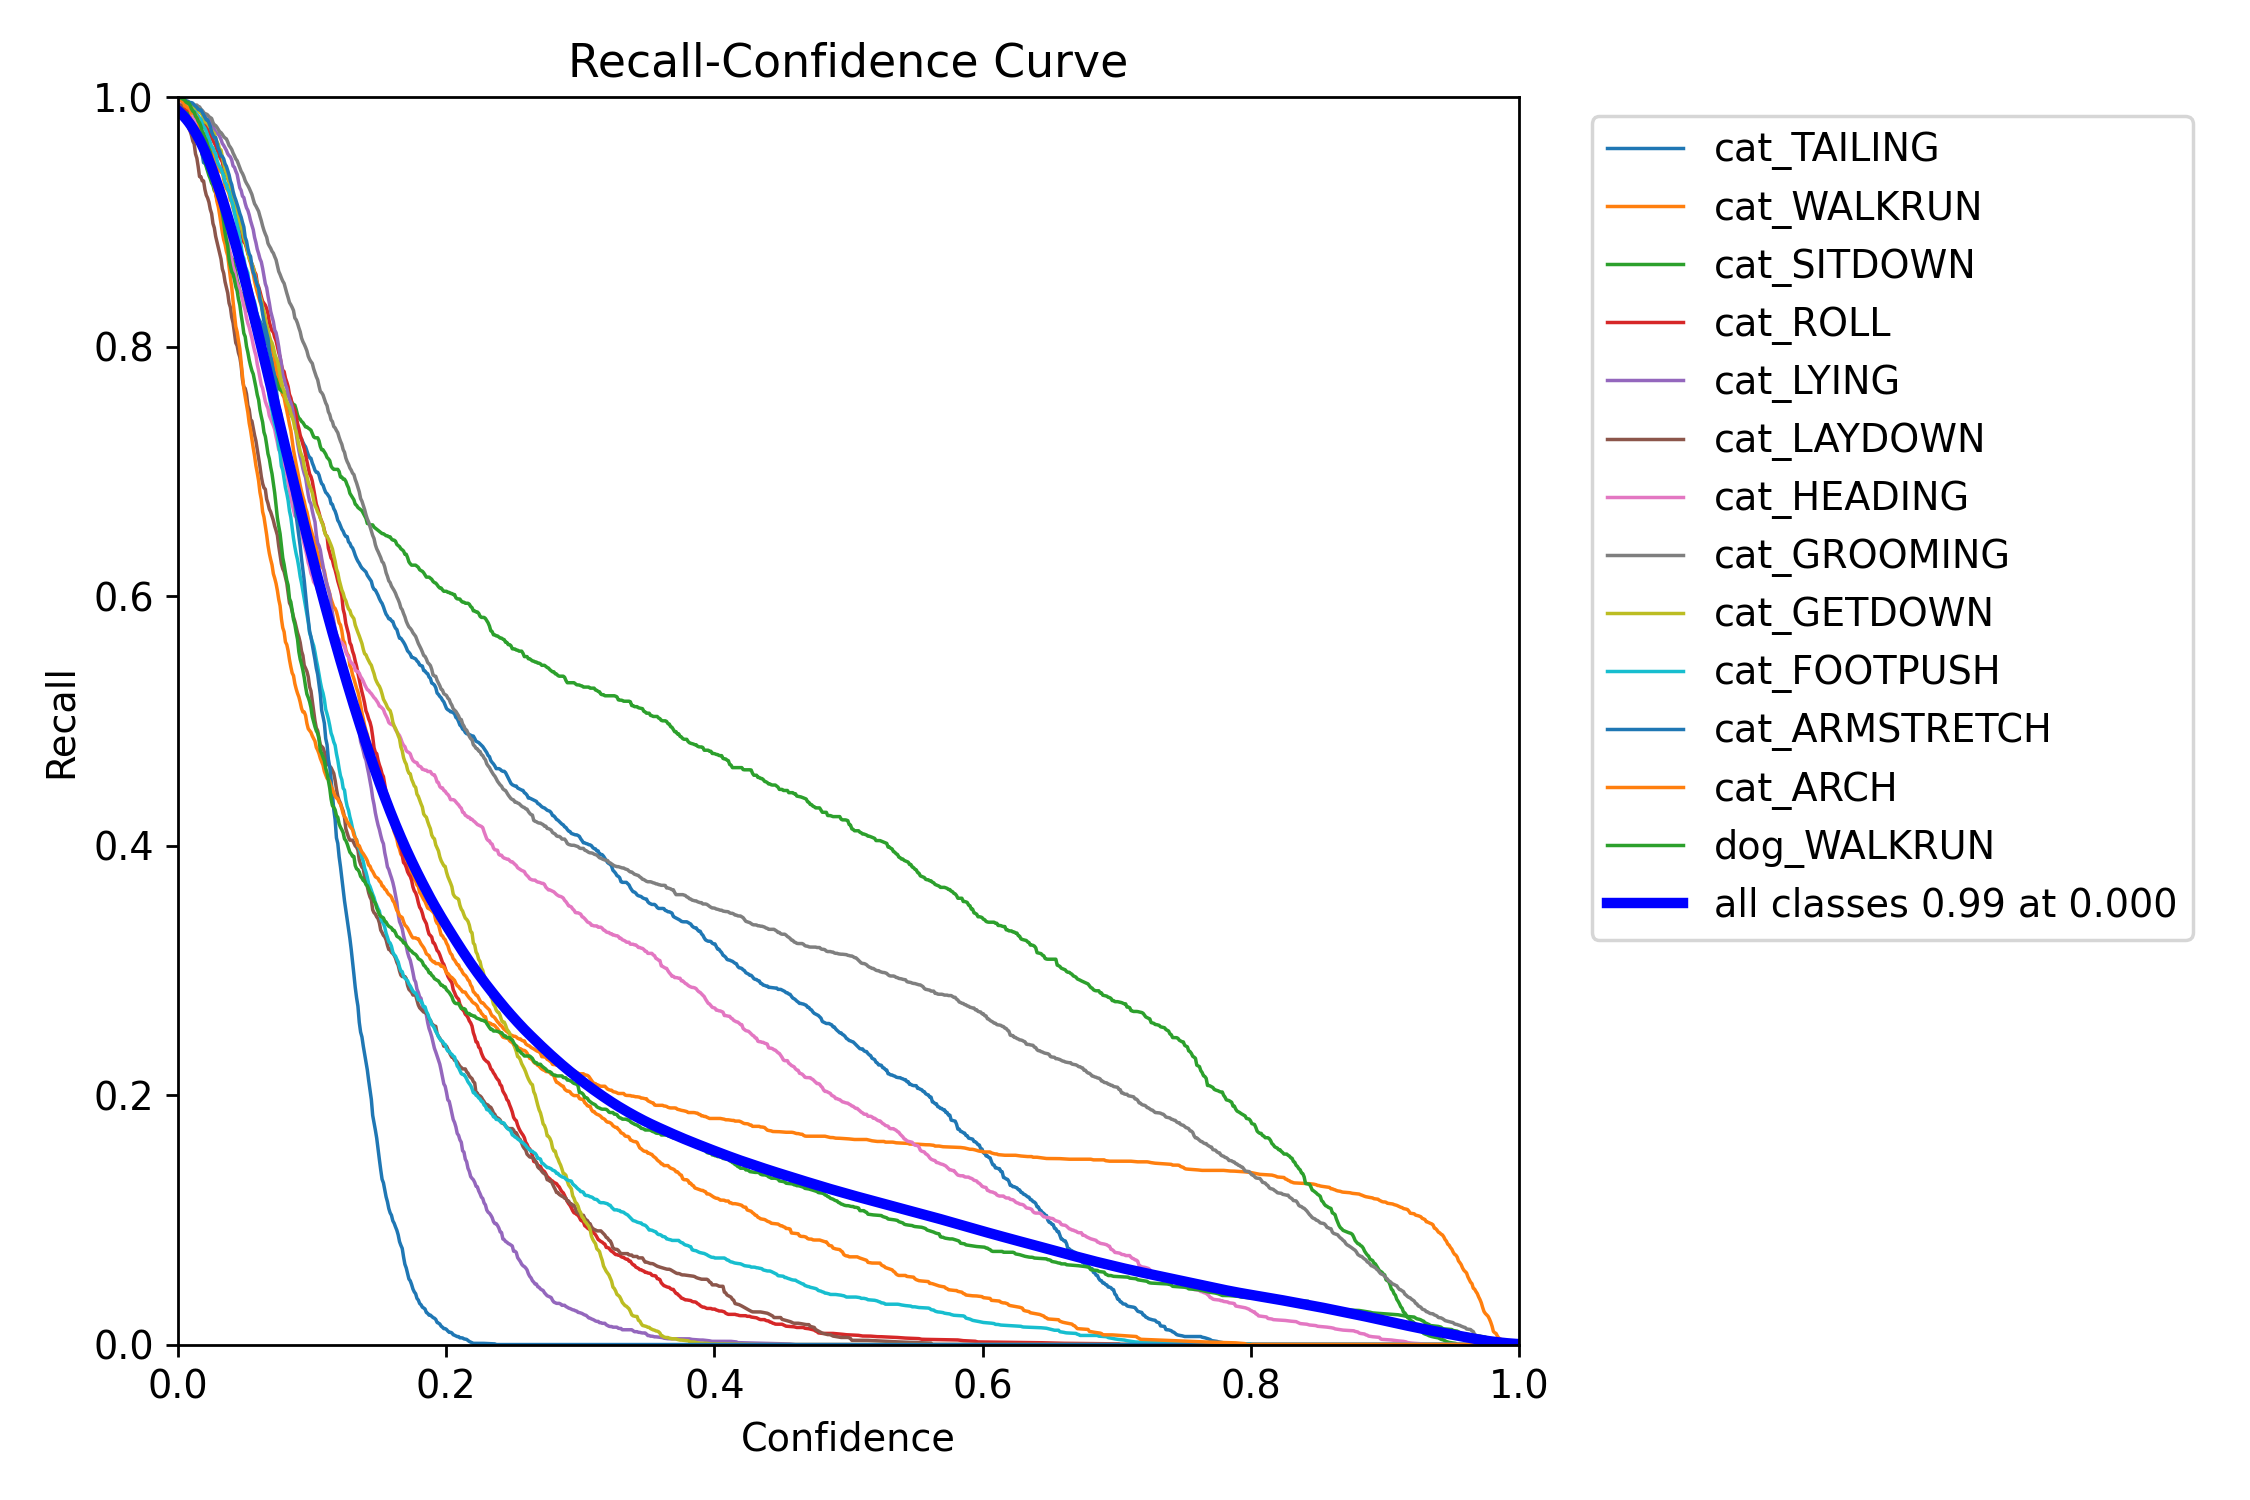 Recall-Confidence Curve
1.0
0.8
0.6
0.4
0.2
0.0
Recall
0.0 0.2 0.4 0.6 0.8 1.0
Confidence
cat_TAILING
cat_WALKRUN
cat_SITDOWN
cat_ROLL
cat_LYING
cat_LAYDOWN
cat_HEADING
cat_GROOMING
cat_GETDOWN
cat_FOOTPUSH
cat_ARMSTRETCH
cat_ARCH
dog_WALKRUN
all classes 0.99 at 0.000